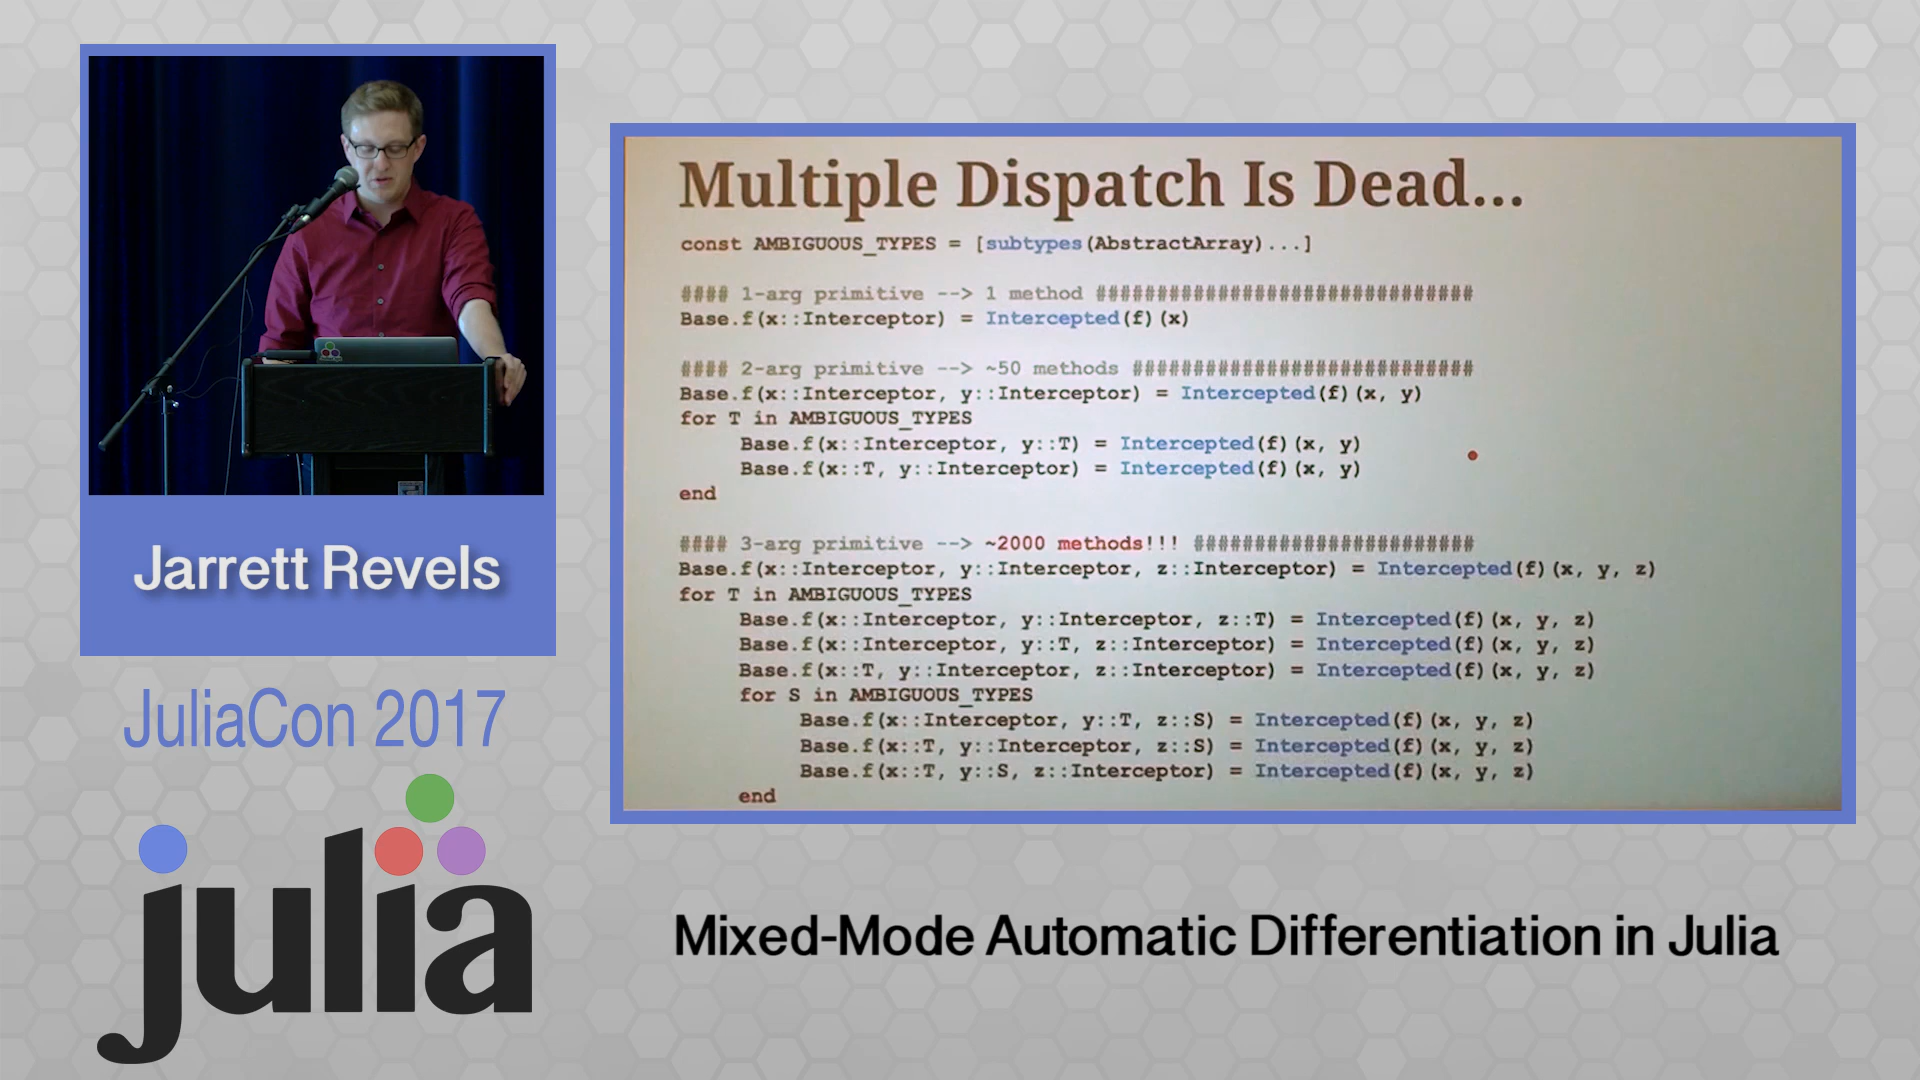 Jarrett Revels
JuliaCon 2017
julia
Multiple Dispatch Is Dead...
const AMBIGUOUS_TYPES = [subtypes(AbstractArray)...]
#### 1-arg primitive --> 1 method ###############################
Base.f(x::Interceptor) = Intercepted(f)(x)
#### 2-arg primitive --> ~50 methods ############################
Base.f(x::Interceptor, y::Interceptor) = Intercepted(f)(x, y)
for T in AMBIGUOUS_TYPES
Base.f(x::Interceptor, y::T) = Intercepted(f)(x, y)
Base.f(x::T, y::Interceptor) = Intercepted(f)(x, y)
end
#### 3-arg primitive --> ~2000 methods!!! #######################
Base.f(x::Interceptor, y::Interceptor, z::Interceptor) = Intercepted(f)(x, y, z)
for T in AMBIGUOUS_TYPES
Base.f(x::Interceptor, y::Interceptor, z::T) = Intercepted(f)(x, y, z)
Base.f(x::Interceptor, y::T, z::Interceptor) = Intercepted(f)(x, y, z)
Base.f(x::T, y::Interceptor, z::Interceptor) = Intercepted(f)(x, y, z)
for S in AMBIGUOUS_TYPES
Base.f(x::Interceptor, y::T, z::S) = Intercepted(f)(x, y, z)
Base.f(x::T, y::Interceptor, z::S) = Intercepted(f)(x, y, z)
Base.f(x::T, y::S, z::Interceptor) = Intercepted(f)(x, y, z)
end
Mixed-Mode Automatic Differentiation in Julia